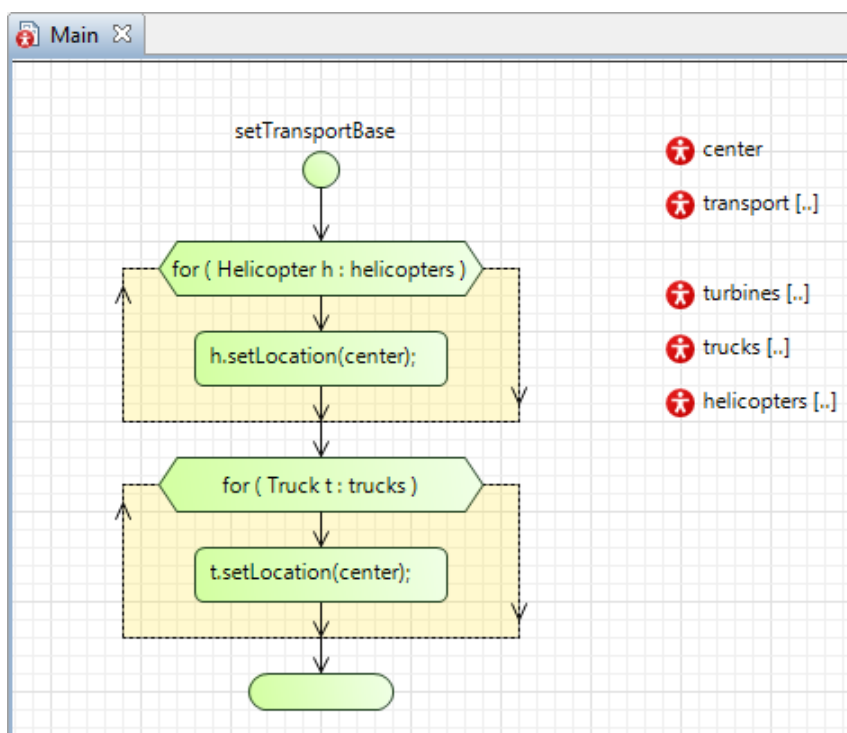 Main
setTransportBase
for ( Helicopter h : helicopters )
h.setLocation(center);
for ( Truck t : trucks )
t.setLocation(center);
center
transport [..]
turbines [..]
trucks [..]
helicopters [..]